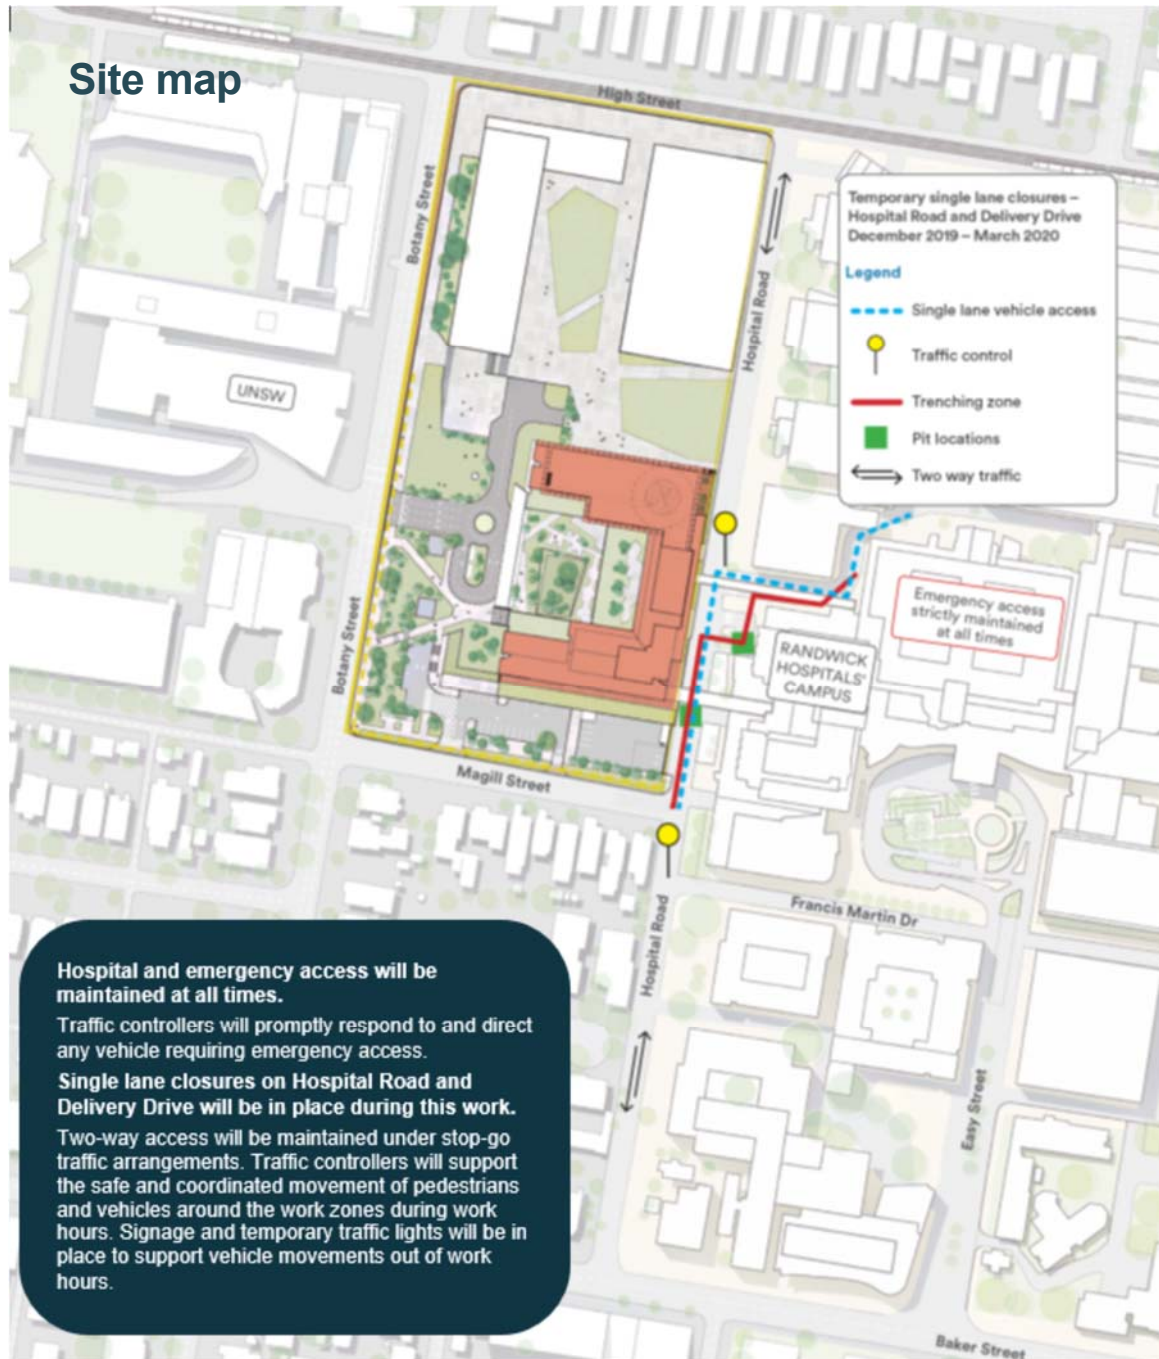 Site map
High Street
Botany Street
Hospital Road
Temporary single lane closures –
Hospital Road and Delivery Drive
December 2019 – March 2020
Legend
Single lane vehicle access
Traffic control
Trenching zone
Pit locations
Two way traffic
UNSW
Emergency access
strictly maintained
at all times
RANDWICK
HOSPITALS'
CAMPUS
Botany Street
Magill Street
Francis Martin Dr
Hospital Road
Easy Street
Baker Street
Hospital and emergency access will be
maintained at all times.
Traffic controllers will promptly respond to and direct
any vehicle requiring emergency access.
Single lane closures on Hospital Road and
Delivery Drive will be in place during this work.
Two-way access will be maintained under stop-go
traffic arrangements. Traffic controllers will support
the safe and coordinated movement of pedestrians
and vehicles around the work zones during work
hours. Signage and temporary traffic lights will be in
place to support vehicle movements out of work
hours.